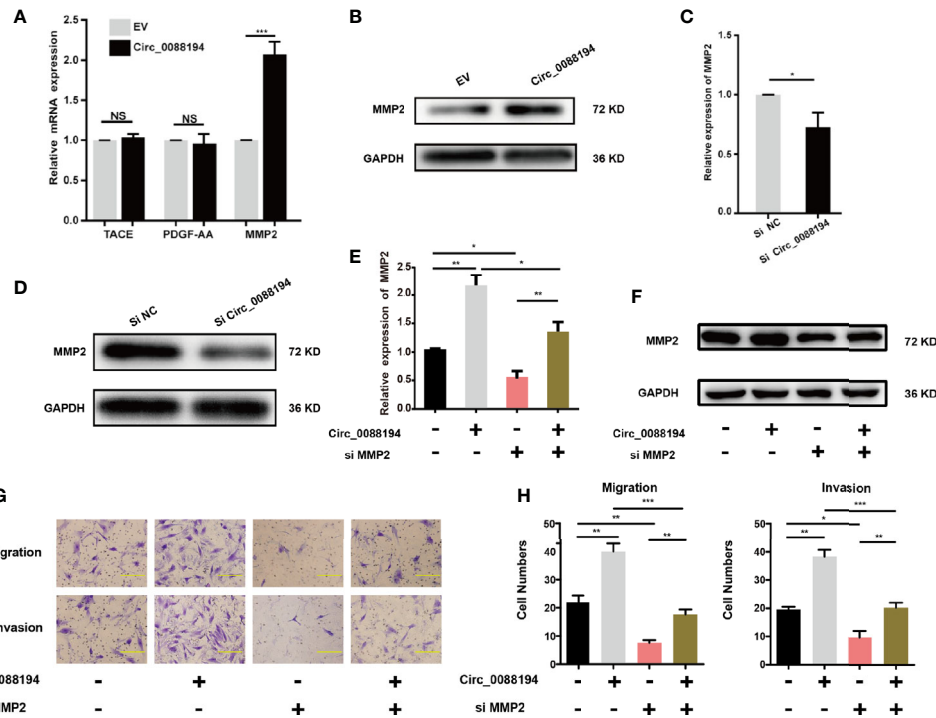 A
EV
Circ_0088194
Relative mRNA expression
2.5
2.0
1.5
1.0
0.5
0.0
NS
NS
***
TACE
PDGF-AA
MMP2
B
EV
Circ_0088194
MMP2
72 KD
GAPDH
36 KD
C
Relative expression of MMP2
1.5
1.0
0.5
0.0
*
Si NC
Si Circ_0088194
D
Si NC
Si Circ_0088194
MMP2
72 KD
GAPDH
36 KD
E
Relative expression of MMP2
2.5
2.0
1.5
1.0
0.5
0.0
*
**
*
**
Circ_0088194 - + - +
si MMP2 - - + +
F
MMP2
72 KD
GAPDH
36 KD
Circ_0088194 - + - +
si MMP2 - - + +
G
igration
nvasion
0088194 - + - +
MMP2 - - + +
H
Migration
Cell Numbers
50
40
30
20
10
0
***
**
**
**
Circ_0088194 - + - +
si MMP2 - - + +
Invasion
Cell Numbers
50
40
30
20
10
0
***
*
**
**
- + - +
- - + +